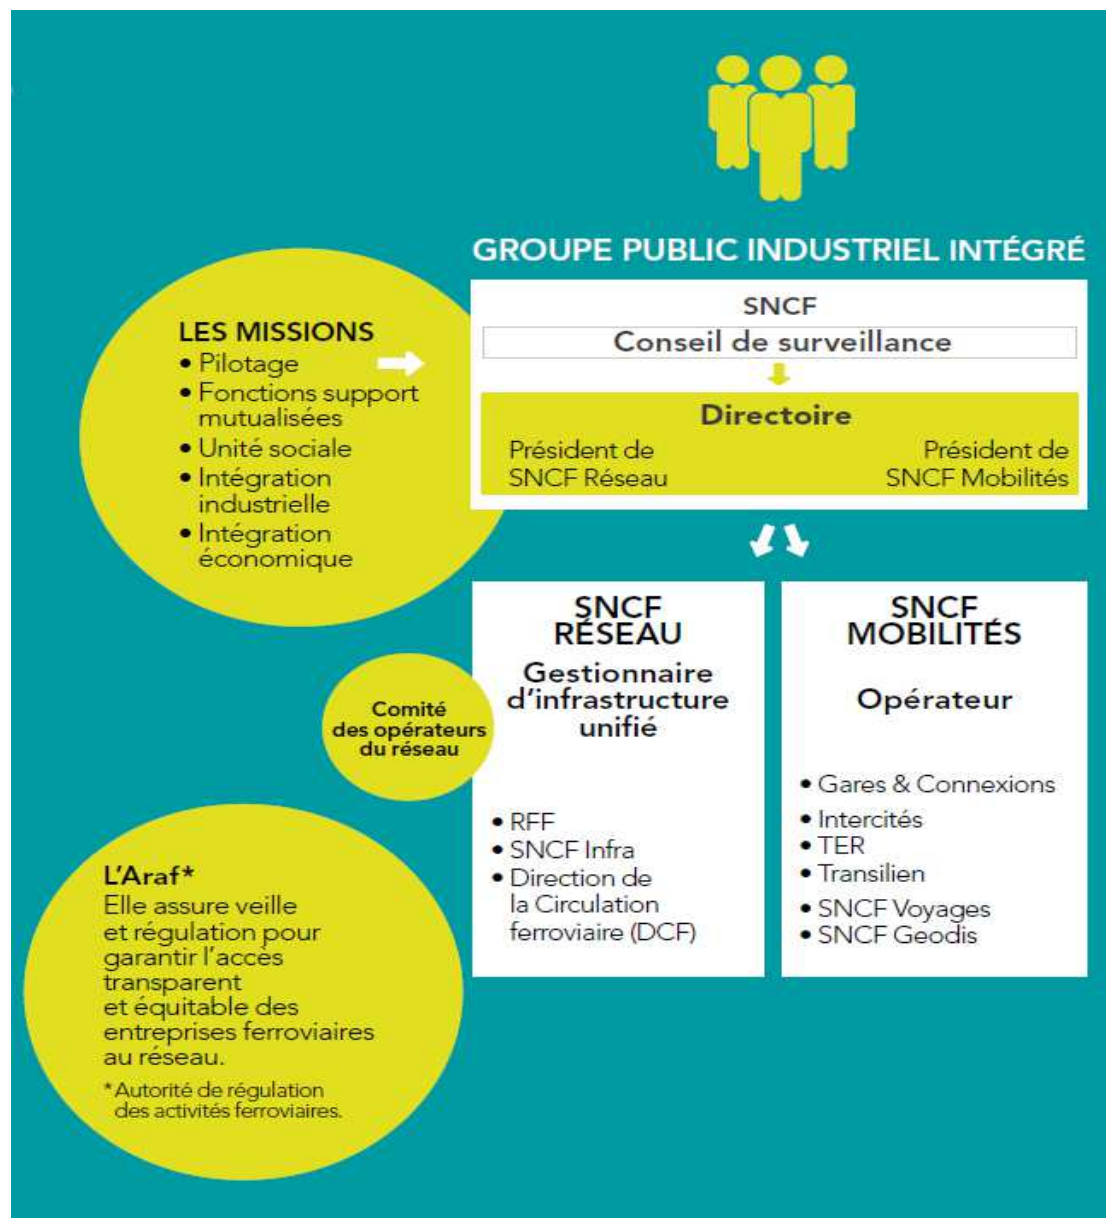 GROUPE PUBLIC INDUSTRIEL INTÉGRÉ
SNCF
Conseil de surveillance
Directoire
Président de
SNCF Réseau
Président de
SNCF Mobilités
LES MISSIONS
• Pilotage
• Fonctions support
mutualisées
• Unité sociale
• Intégration
industrielle
• Intégration
économique
SNCF
RÉSEAU
Gestionnaire
d'infrastructure
unifié
• RFF
• SNCF Infra
• Direction de
la Circulation
ferroviaire (DCF)
SNCF
MOBILITÉS
Opérateur
• Gares & Connexions
• Intercités
• TER
• Transilien
• SNCF Voyages
• SNCF Geodis
Comité
des opérateurs
du réseau
L'Araf*
Elle assure veille
et régulation pour
garantir l'accès
transparent
et équitable des
entreprises ferroviaires
au réseau.
*Autorité de régulation
des activités ferroviaires.